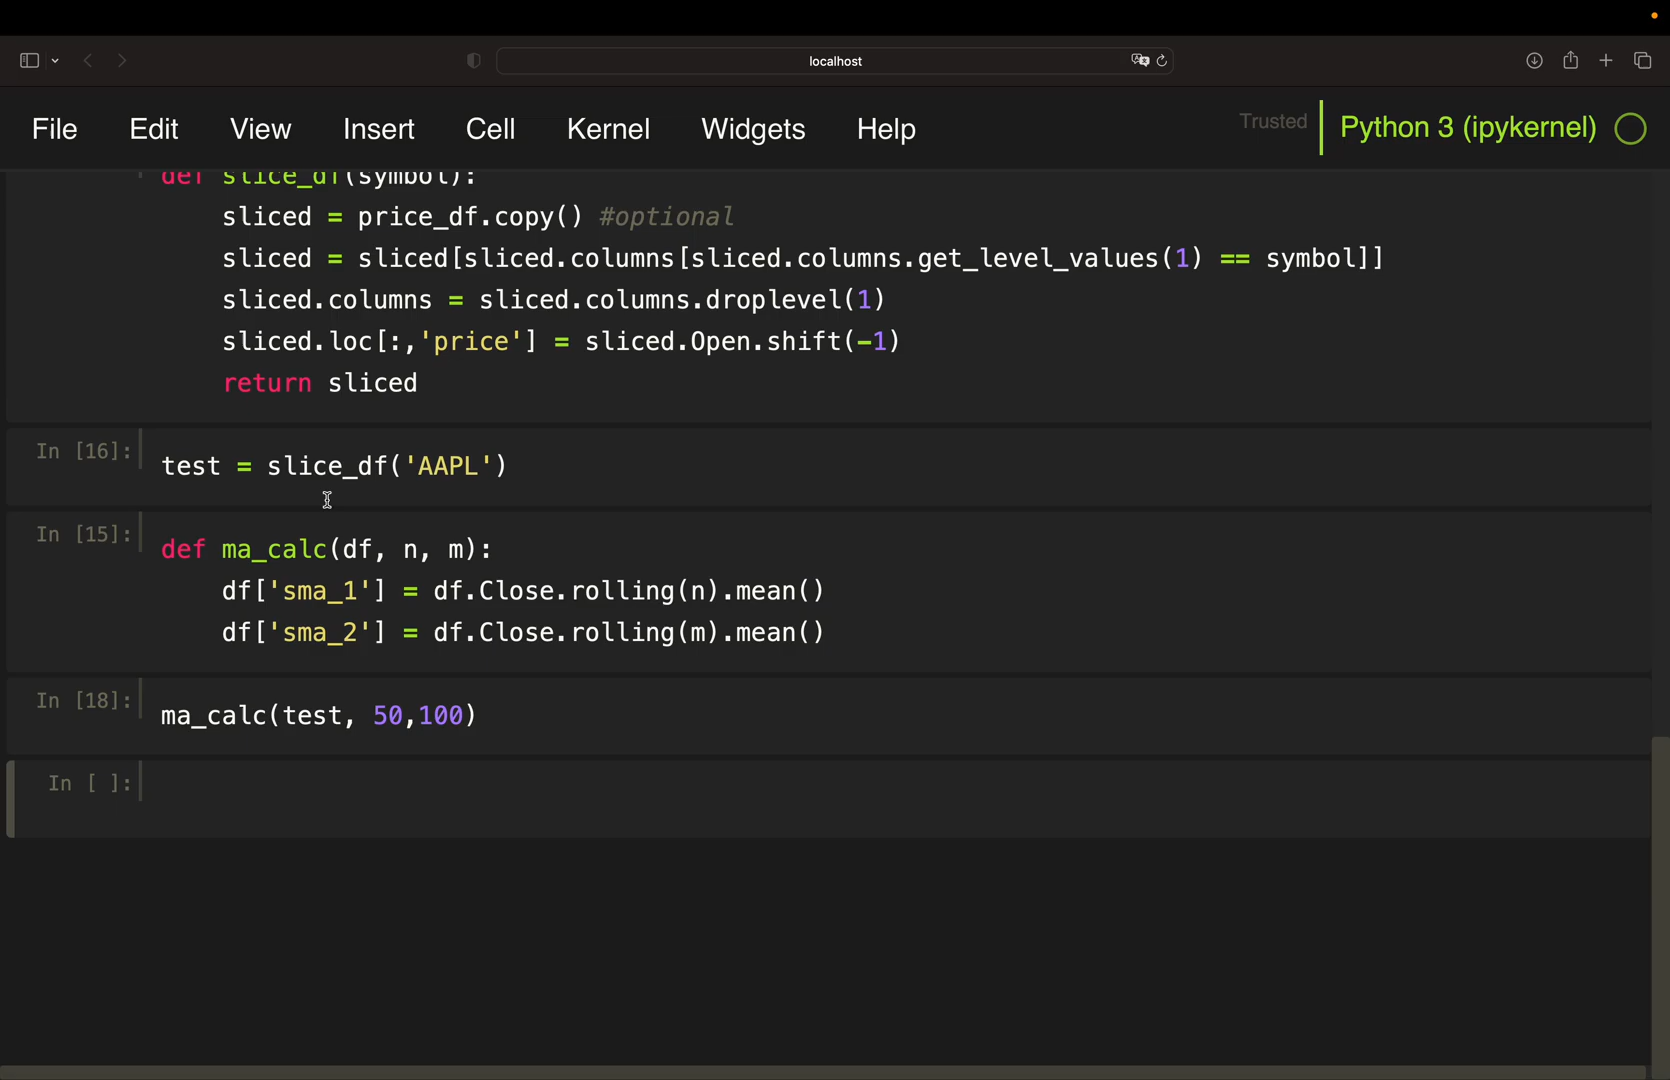 localhost
File Edit View Insert Cell Kernel Widgets Help Trusted Python 3 (ipykernel)
def slice_df(symbol):
sliced = price_df.copy() #optional
sliced = sliced[sliced.columns[sliced.columns.get_level_values(1) == symbol]]
sliced.columns = sliced.columns.droplevel(1)
sliced.loc[:,'price'] = sliced.Open.shift(-1)
return sliced
In [16]: test = slice_df('AAPL')
In [15]: def ma_calc(df, n, m):
df['sma_1'] = df.Close.rolling(n).mean()
df['sma_2'] = df.Close.rolling(m).mean()
In [18]: ma_calc(test, 50,100)
In [ ]: